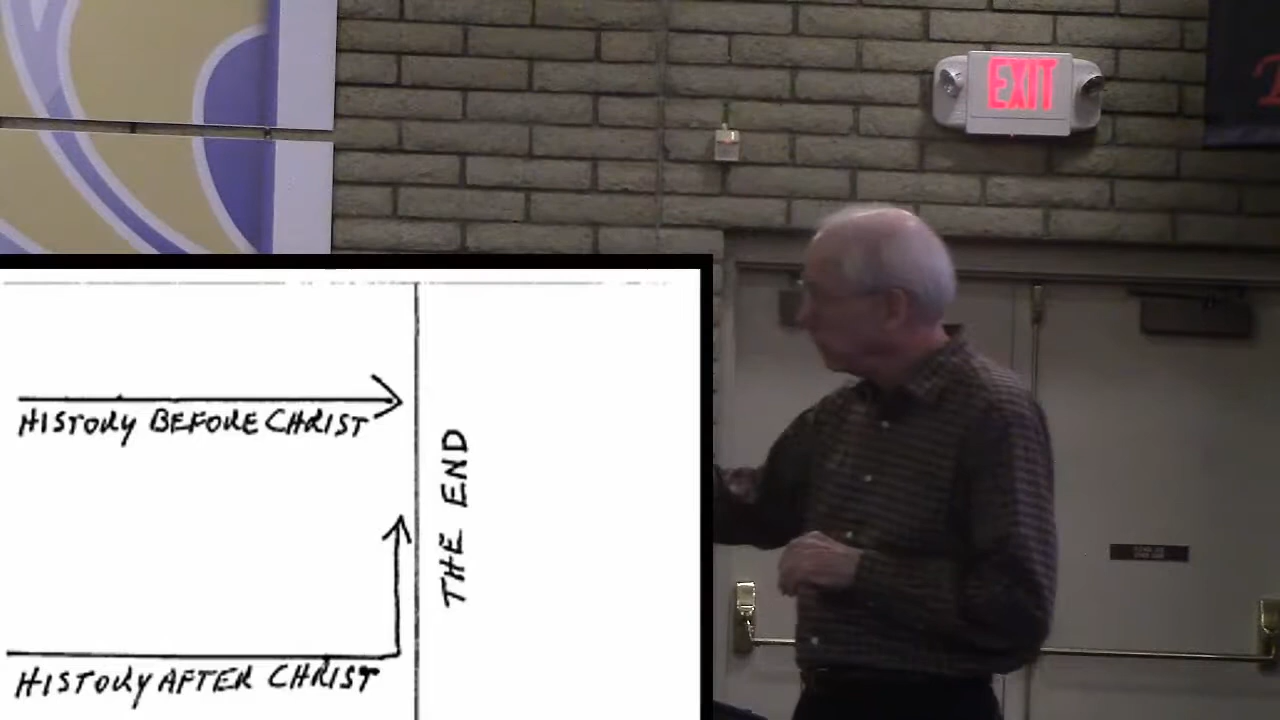 EXIT
HISTORY BEFORE CHRIST
THE END
HISTORY AFTER CHRIST